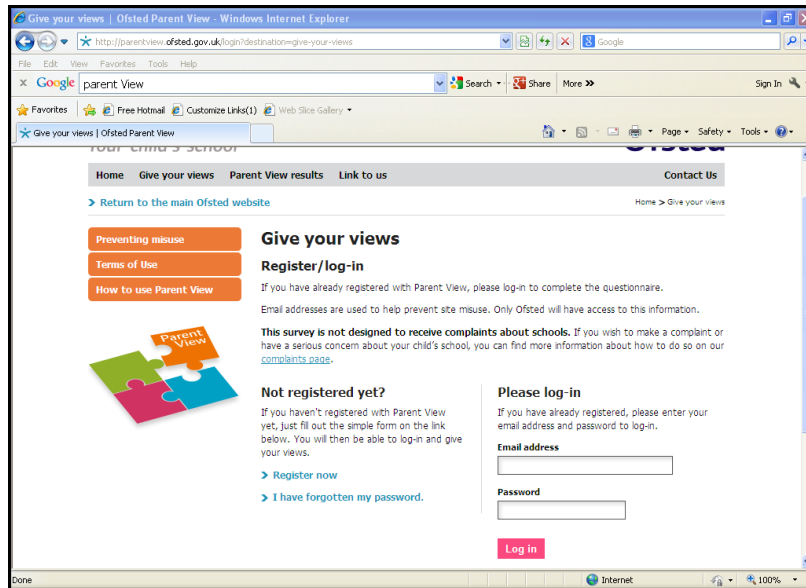 Give your views | Ofsted Parent View - Windows Internet Explorer
http://parentview.ofsted.gov.uk/login?destination=give-your-views
Google
File Edit View Favorites Tools Help
x Google parent View Search Share More >> Sign In
Favorites Free Hotmail Customize Links(1) Web Slice Gallery
Give your views | Ofsted Parent View
Page Safety Tools
Your child's school Ofsted
Home Give your views Parent View results Link to us Contact Us
Return to the main Ofsted website
Home > Give your views
Preventing misuse
Terms of Use
How to use Parent View
Parent
View
Give your views
Register/log-in
If you have already registered with Parent View, please log-in to complete the questionnaire.
Email addresses are used to help prevent site misuse. Only Ofsted will have access to this information.
This survey is not designed to receive complaints about schools. If you wish to make a complaint or
have a serious concern about your child's school, you can find more information about how to do so on our
complaints page.
Not registered yet?
If you haven't registered with Parent View
yet, just fill out the simple form on the link
below. You will then be able to log-in and give
your views.
Register now
I have forgotten my password.
Please log-in
If you have already registered, please enter your
email address and password to log-in.
Email address
Password
Log in
Done Internet 100%